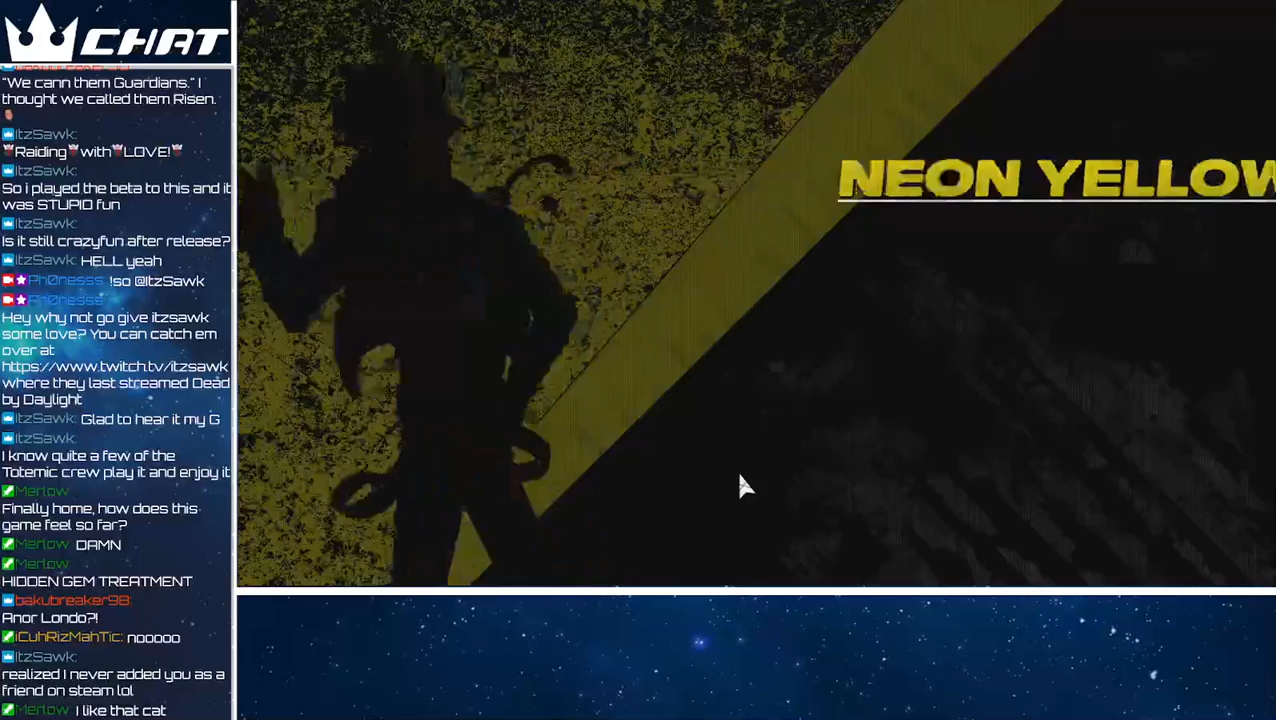 CHAT
"We cann them Guardians." I
thought we called them Risen.
ItzSawk:
Raiding with LOVE!
ItzSawk:
So i played the beta to this and it
was STUPID fun
ItzSawk:
Is it still crazyfun after release?
ItzSawk: HELL yeah
Ph0nesss: !so @ItzSawk
Ph0nesss:
Hey why not go give itzsawk
some love? You can catch em
over at
https://www.twitch.tv/itzsawk
where they last streamed Dead
by Daylight
ItzSawk: Glad to hear it my G
ItzSawk:
I know quite a few of the
Totemic crew play it and enjoy it
Merlow:
Finally home, how does this
game feel so far?
Merlow: DAMN
Merlow:
HIDDEN GEM TREATMENT
bakubreaker98:
Anor Londo?!
iCuhRizMahTic: nooooo
ItzSawk:
realized I never added you as a
friend on steam lol
Merlow: I like that cat
NEON YELLOW